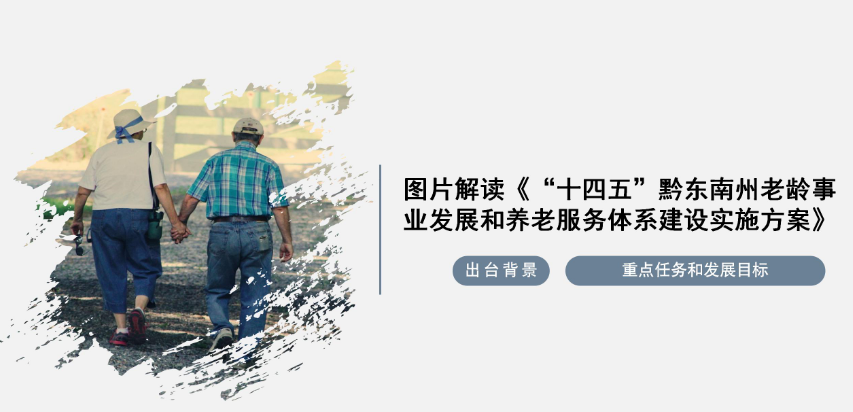 图片解读《“十四五”黔东南州老龄事
业发展和养老服务体系建设实施方案》
出台背景
重点任务和发展目标